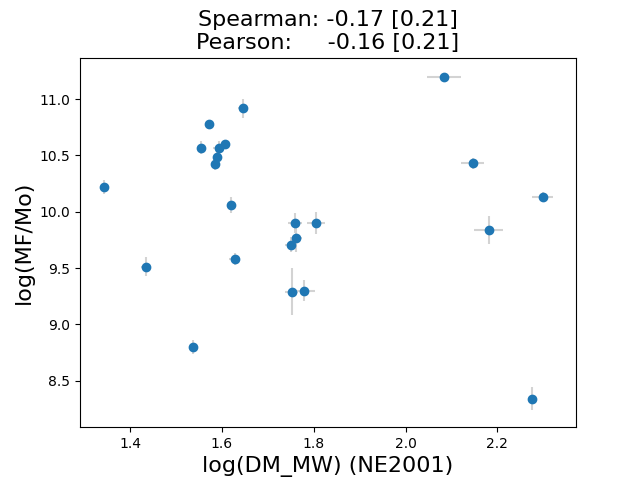 Spearman: -0.17 [0.21]
Pearson: -0.16 [0.21]
log(MF/Mo)
11.0
10.5
10.0
9.5
9.0
8.5
1.4 1.6 1.8 2.0 2.2
log(DM_MW) (NE2001)